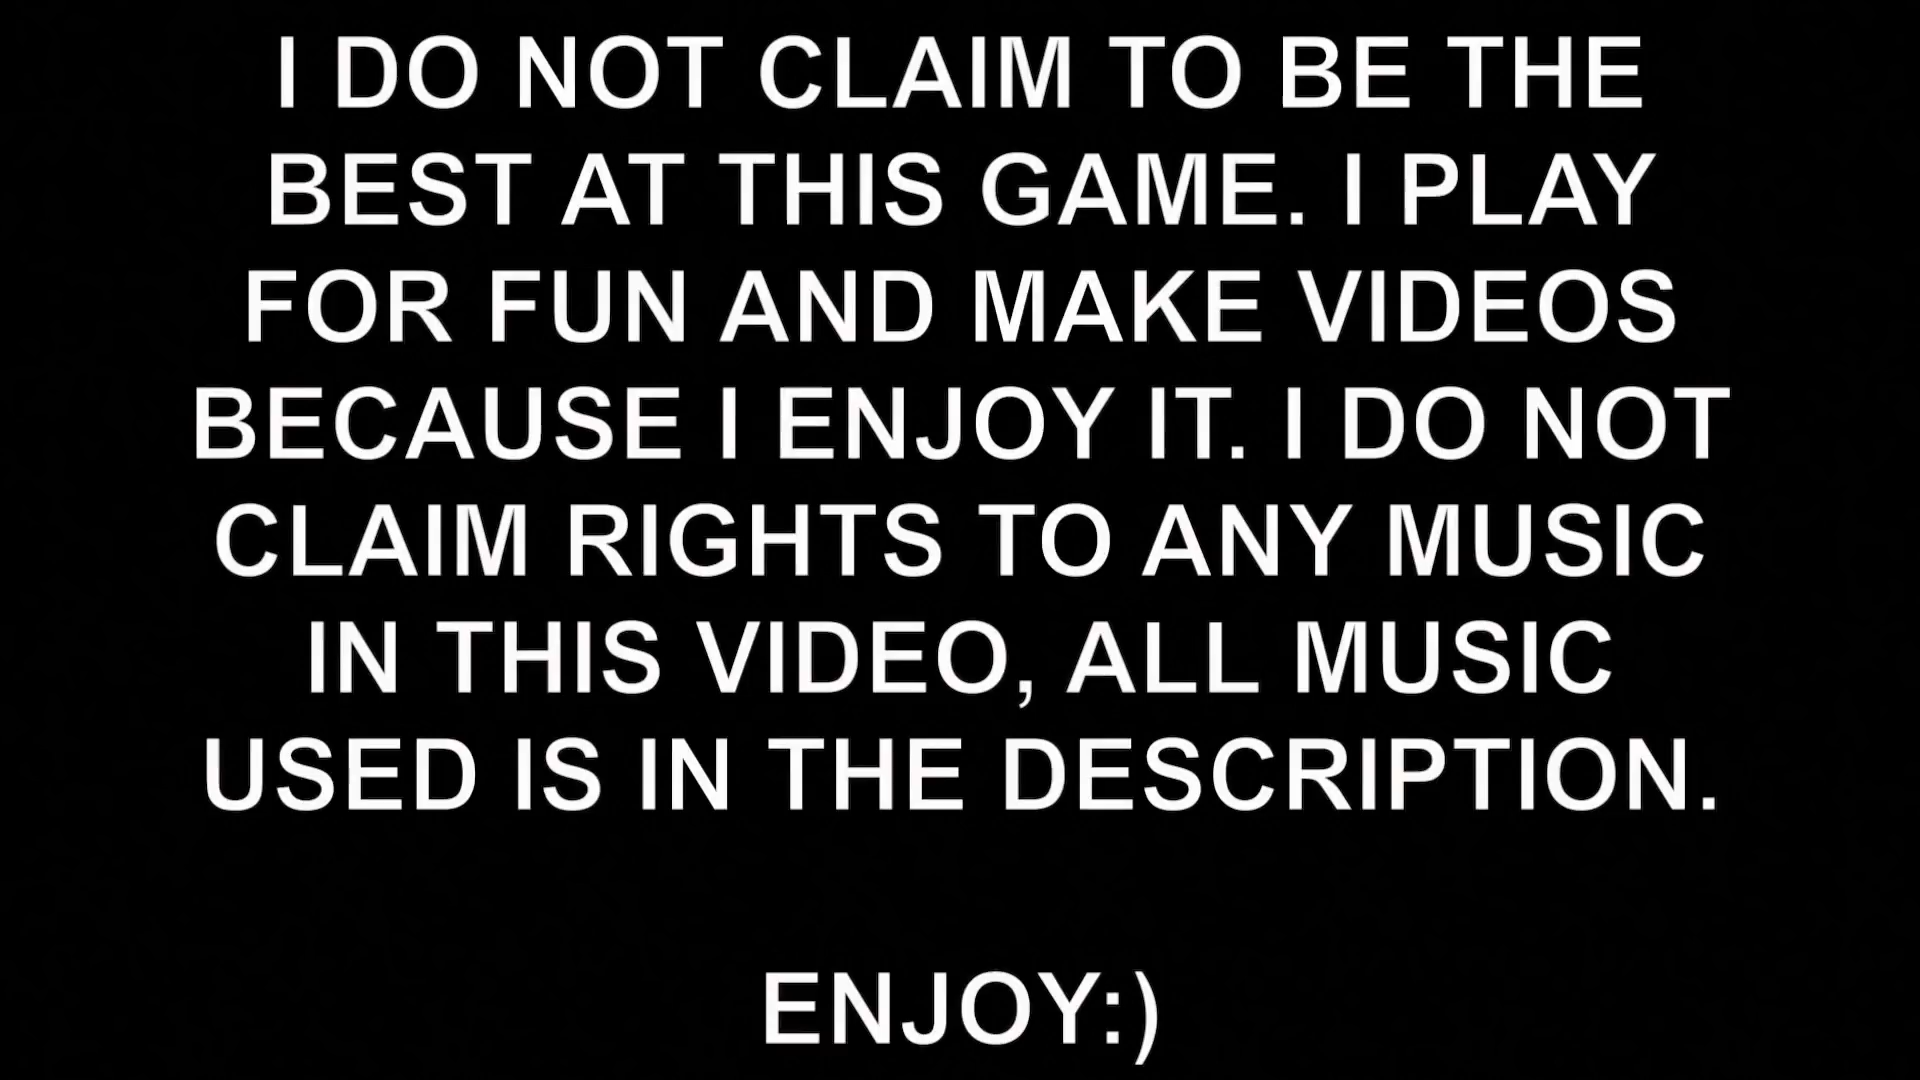 I DO NOT CLAIM TO BE THE
BEST AT THIS GAME. I PLAY
FOR FUN AND MAKE VIDEOS
BECAUSE I ENJOY IT. I DO NOT
CLAIM RIGHTS TO ANY MUSIC
IN THIS VIDEO, ALL MUSIC
USED IS IN THE DESCRIPTION.
ENJOY:)